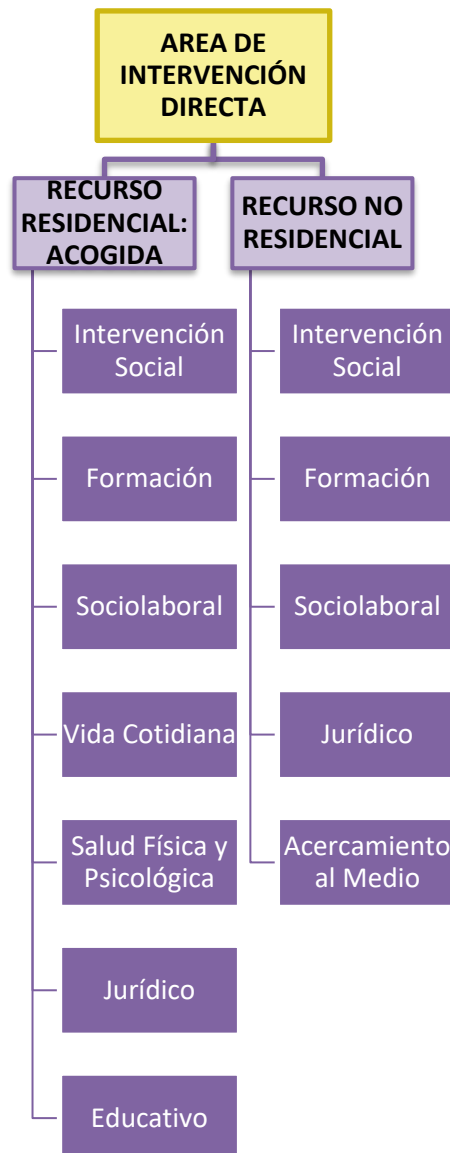 AREA DE
INTERVENCIÓN
DIRECTA
RECURSO
RESIDENCIAL:
ACOGIDA
Intervención
Social
Formación
Sociolaboral
Vida Cotidiana
Salud Física y
Psicológica
Jurídico
Educativo
RECURSO NO
RESIDENCIAL
Intervención
Social
Formación
Sociolaboral
Jurídico
Acercamiento
al Medio